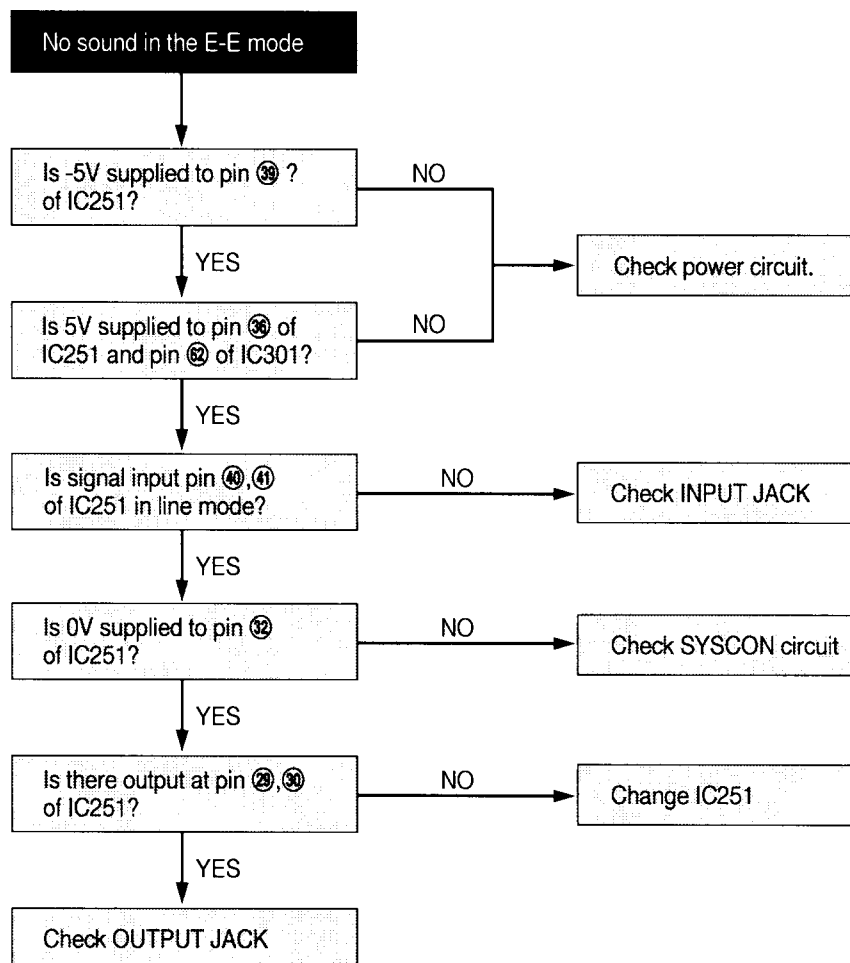 No sound in the E-E mode
Is -5V supplied to pin ㊴ ?
of IC251?
NO
YES
Check power circuit.
Is 5V supplied to pin ㊱ of
IC251 and pin 62 of IC301?
NO
YES
Is signal input pin ㊵,㊶
of IC251 in line mode?
NO
Check INPUT JACK
YES
Is 0V supplied to pin ㉜
of IC251?
NO
Check SYSCON circuit
YES
Is there output at pin ㉙,㉚
of IC251?
NO
Change IC251
YES
Check OUTPUT JACK